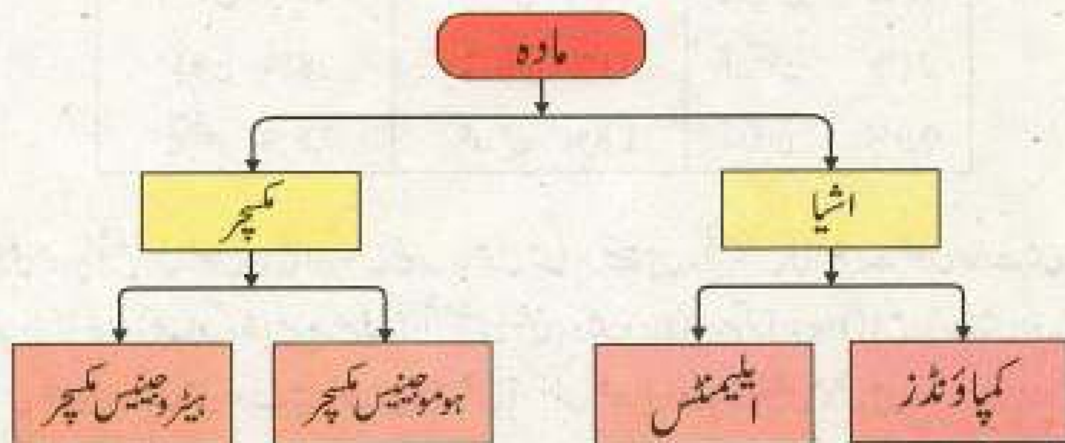 مادہ
اشیا
مکسچر
کمپاؤنڈز
ایلیمنٹس
ہوموجینیس مکسچر
ہیٹروجینیس مکسچر